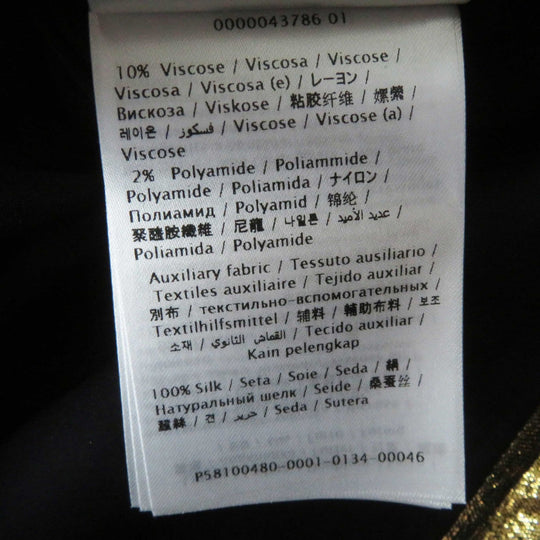 0000043786 01
10% Viscose / Viscosa / Viscose /
Viscosa / Viscosa (e) / レーヨン /
Вискоза / Viskose / 粘胶纤维 / 嫘縈 /
레이온 / فسكوز / Viscose / Viscose (a) /
Viscose
2% Polyamide / Poliammide /
Polyamide / Poliamida / ナイロン /
Полиамид / Polyamid / 锦纶 /
聚醯胺纖維 / 尼龍 / 나일론 / عديد الأميد /
Poliamida / Polyamide
Auxiliary fabric / Tessuto ausiliario /
Textiles auxiliaire / Tejido auxiliar /
別布 / текстильно-вспомогательных /
Textilhilfsmittel / 辅料 / 輔助布料 / 보조
소재 / القماش الثانوي / Tecido auxiliar /
Kain pelengkap
100% Silk / Seta / Soie / Seda / 絹 /
Натуральный шелк / Seide / 桑蚕丝 /
蠶絲 / 견 / حرير / Seda / Sutera
P58100480-0001-0134-00046